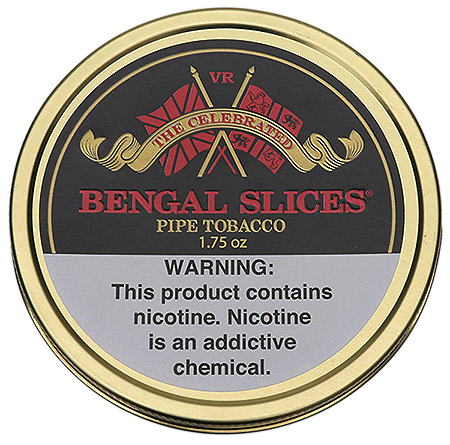 VR
THE CELEBRATED
BENGAL SLICES®
PIPE TOBACCO
1.75 oz
WARNING:
This product contains
nicotine. Nicotine
is an addictive
chemical.